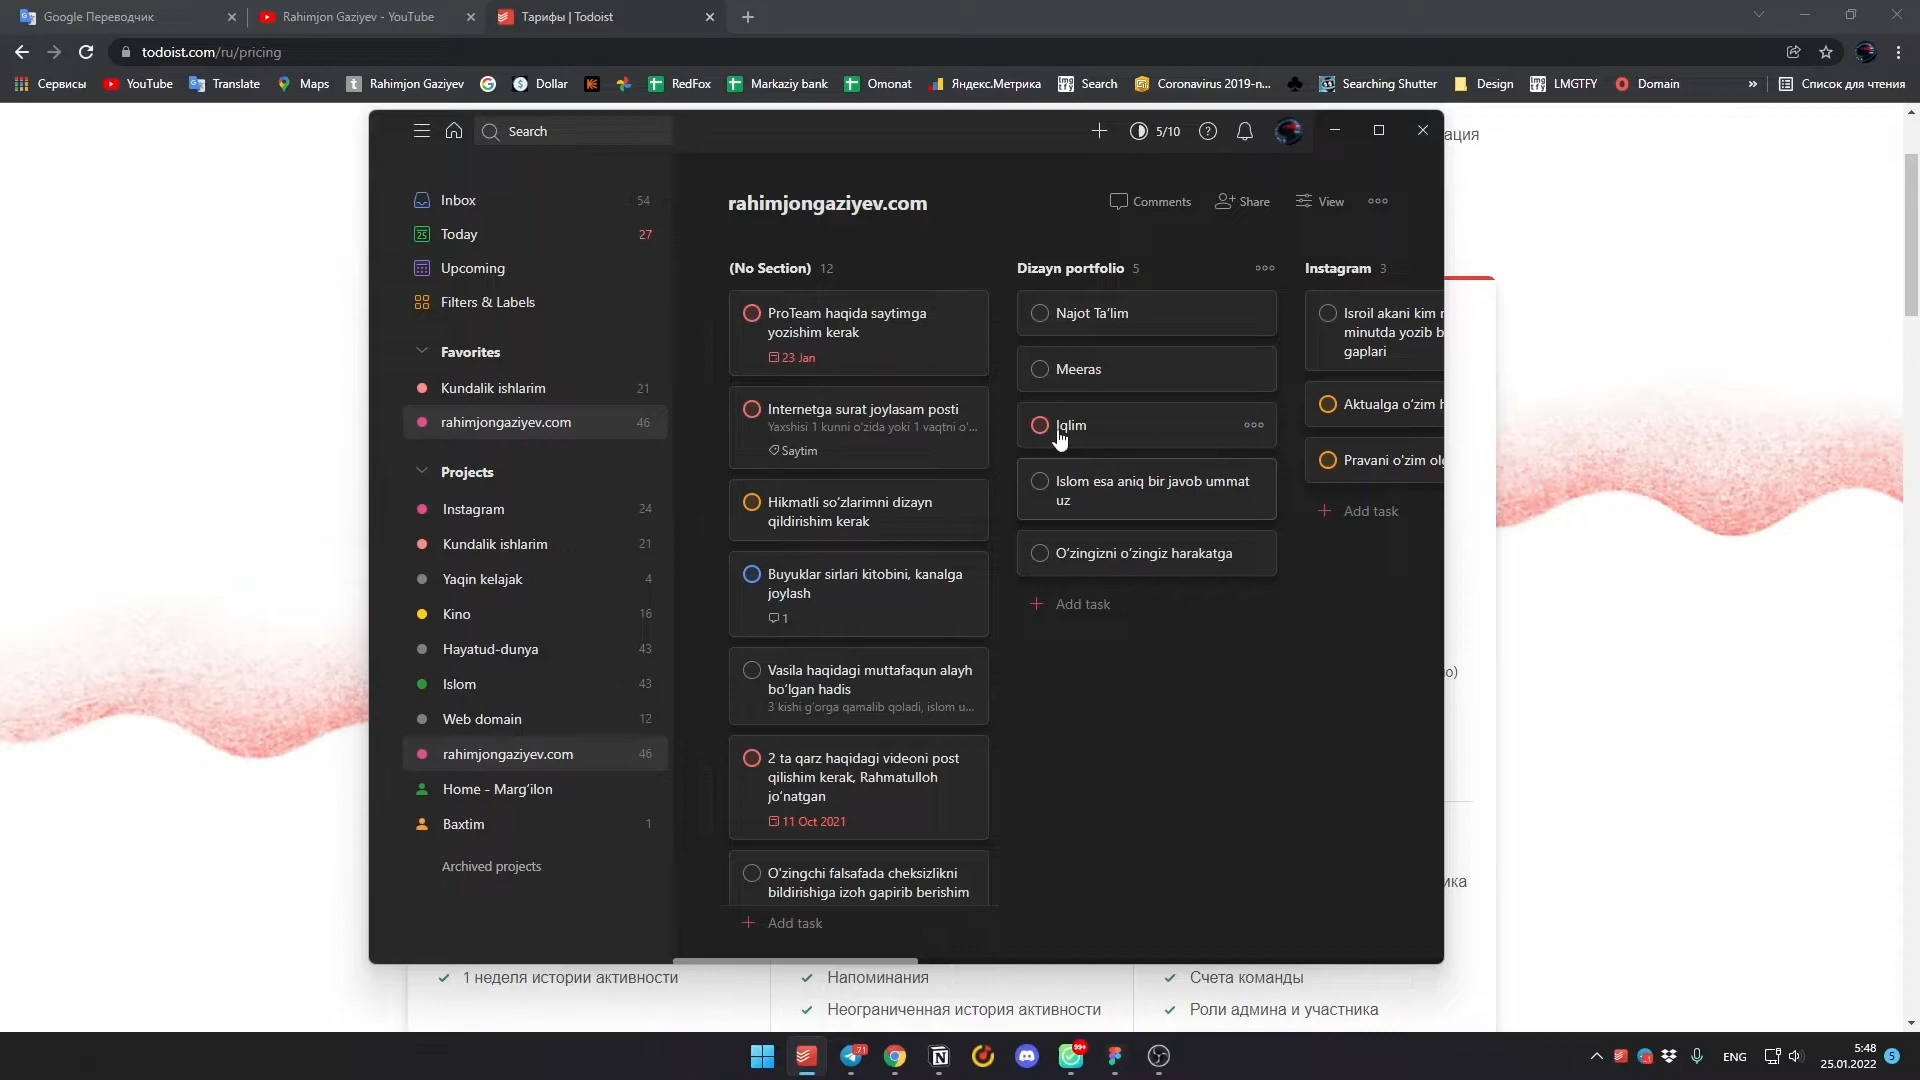 Google Переводчик
Rahimjon Gaziyev - YouTube
Тарифы | Todoist
todoist.com/ru/pricing
Сервисы
YouTube
Translate
Maps
Rahimjon Gaziyev
Dollar
RedFox
Markaziy bank
Omonat
Яндекс.Метрика
Search
Coronavirus 2019-n...
Searching Shutter
Design
LMGTFY
Domain
»
Список для чтения
Search
5/10
ация
Inbox 54
Today 27
Upcoming
Filters & Labels
Favorites
Kundalik ishlarim 21
rahimjongaziyev.com 46
Projects
Instagram 24
Kundalik ishlarim 21
Yaqin kelajak 4
Kino 16
Hayatud-dunya 43
Islom 43
Web domain 12
rahimjongaziyev.com 46
Home - Marg‘ilon
Baxtim 1
Archived projects
rahimjongaziyev.com
Comments
Share
View
(No Section) 12
ProTeam haqida saytimga
yozishim kerak
23 Jan
Internetga surat joylasam posti
Yaxshisi 1 kunni o'zida yoki 1 vaqtni o'...
Saytim
Hikmatli so‘zlarimni dizayn
qildirishim kerak
Buyuklar sirlari kitobini, kanalga
joylash
1
Vasila haqidagi muttafaqun alayh
bo‘lgan hadis
3 kishi g‘orga qamalib qoladi, islom u...
2 ta qarz haqidagi videoni post
qilishim kerak, Rahmatulloh
jo‘natgan
11 Oct 2021
O'zingchi falsafada cheksizlikni
bildirishiga izoh gapirib berishim
Add task
Dizayn portfolio 5
Najot Ta’lim
Meeras
Iqlim
Islom esa aniq bir javob ummat
uz
O‘zingizni o‘zingiz harakatga
Add task
Instagram 3
Isroil akani kim
minutda yozib b
gaplari
Aktualga o‘zim
Pravani o'zim
Add task
о)
ика
1 неделя истории активности
Напоминания
Неограниченная история активности
Счета команды
Роли админа и участника
71
99+
ENG
5:48
25.01.2022
5